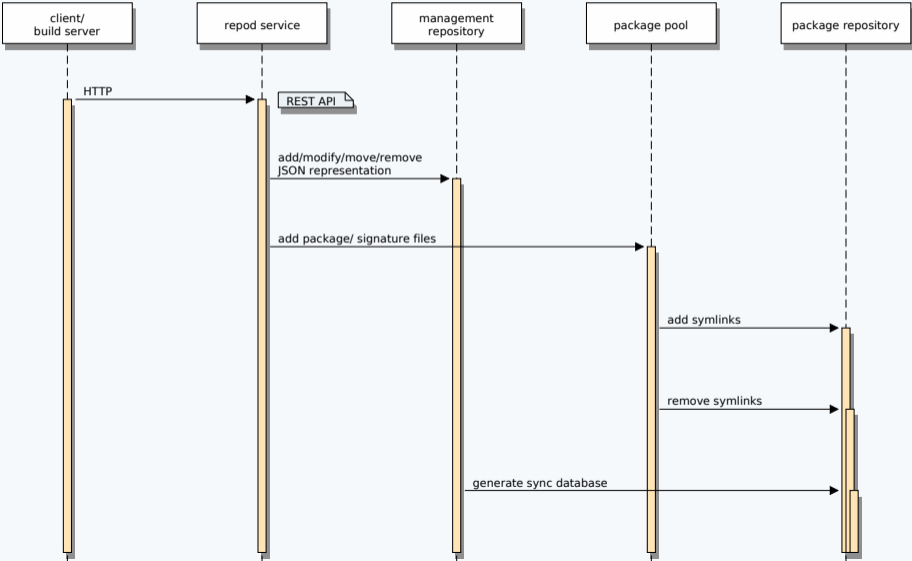 client/
build server
repod service
management
repository
package pool
package repository
HTTP
REST API
add/modify/move/remove
JSON representation
add package/ signature files
add symlinks
remove symlinks
generate sync database